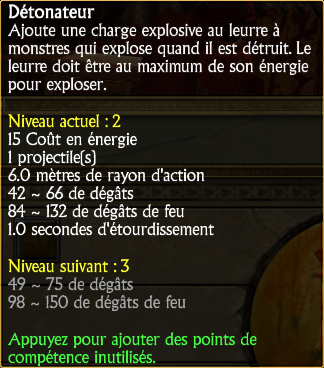 Détonateur
Ajoute une charge explosive au leurre à
monstres qui explose quand il est détruit. Le
leurre doit être au maximum de son énergie
pour exploser.
Niveau actuel : 2
15 Coût en énergie
1 projectile(s)
6.0 mètres de rayon d'action
42 ~ 66 de dégâts
84 ~ 132 de dégâts de feu
1.0 secondes d'étourdissement
Niveau suivant : 3
49 ~ 75 de dégâts
98 ~ 150 de dégâts de feu
Appuyez pour ajouter des points de
compétence inutilisés.